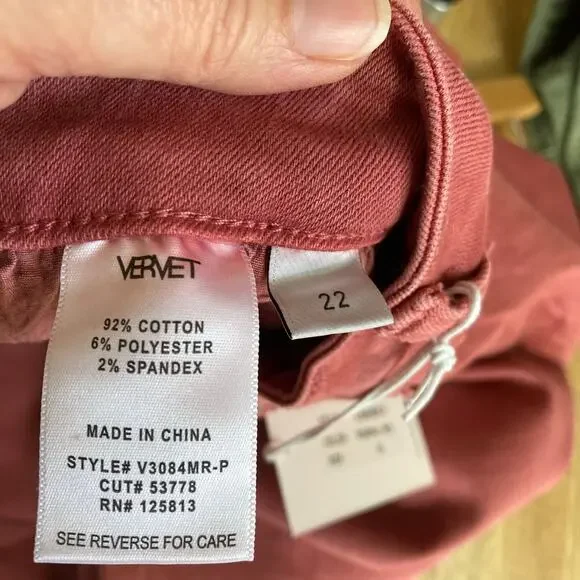 VERVET
92% COTTON
6% POLYESTER
2% SPANDEX
MADE IN CHINA
STYLE# V3084MR-P
CUT# 53778
RN# 125813
SEE REVERSE FOR CARE
22